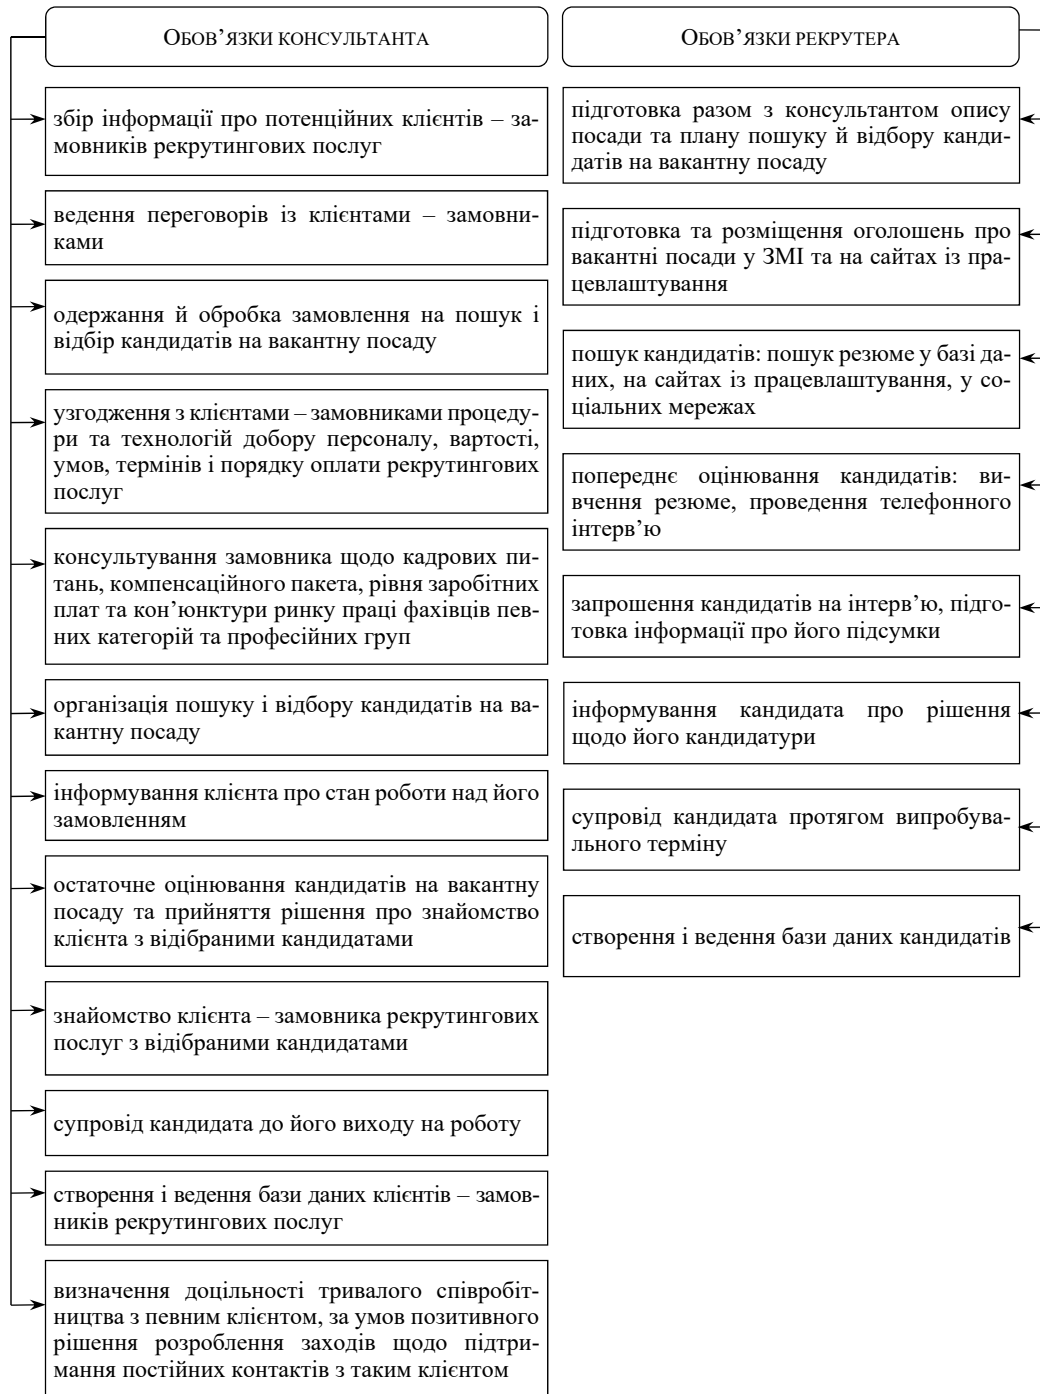 ОБОВ’ЯЗКИ КОНСУЛЬТАНТА
збір інформації про потенційних клієнтів – за-
мовників рекрутингових послуг
ведення переговорів із клієнтами – замовни-
ками
одержання й обробка замовлення на пошук і
відбір кандидатів на вакантну посаду
узгодження з клієнтами – замовниками процеду-
ри та технологій добору персоналу, вартості,
умов, термінів і порядку оплати рекрутингових
послуг
консультування замовника щодо кадрових пи-
тань, компенсаційного пакета, рівня заробітних
плат та кон’юнктури ринку праці фахівців пев-
них категорій та професійних груп
організація пошуку і відбору кандидатів на ва-
кантну посаду
інформування клієнта про стан роботи над його
замовленням
остаточне оцінювання кандидатів на вакантну
посаду та прийняття рішення про знайомство
клієнта з відібраними кандидатами
знайомство клієнта – замовника рекрутингових
послуг з відібраними кандидатами
супровід кандидата до його виходу на роботу
створення і ведення бази даних клієнтів – замов-
ників рекрутингових послуг
визначення доцільності тривалого співробіт-
ництва з певним клієнтом, за умов позитивного
рішення розроблення заходів щодо підтри-
мання постійних контактів з таким клієнтом
ОБОВ’ЯЗКИ РЕКРУТЕРА
підготовка разом з консультантом опису
посади та плану пошуку й відбору канди-
датів на вакантну посаду
підготовка та розміщення оголошень про
вакантні посади у ЗМІ та на сайтах із пра-
цевлаштування
пошук кандидатів: пошук резюме у базі да-
них, на сайтах із працевлаштування, у со-
ціальних мережах
попереднє оцінювання кандидатів: ви-
вчення резюме, проведення телефонного
інтерв’ю
запрошення кандидатів на інтерв’ю, підго-
товка інформації про його підсумки
інформування кандидата про рішення
щодо його кандидатури
супровід кандидата протягом випробу-
вального терміну
створення і ведення бази даних кандидатів